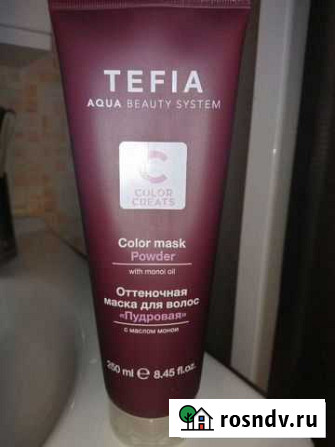 TEFIA
AQUA BEAUTY SYSTEM
C
COLOR
CREATS
Color mask
Powder
with monoi oil
Оттеночная
маска для волос
«Пудровая»
с маслом монои
250 ml e 8.45 fl.oz.
rosndv.ru